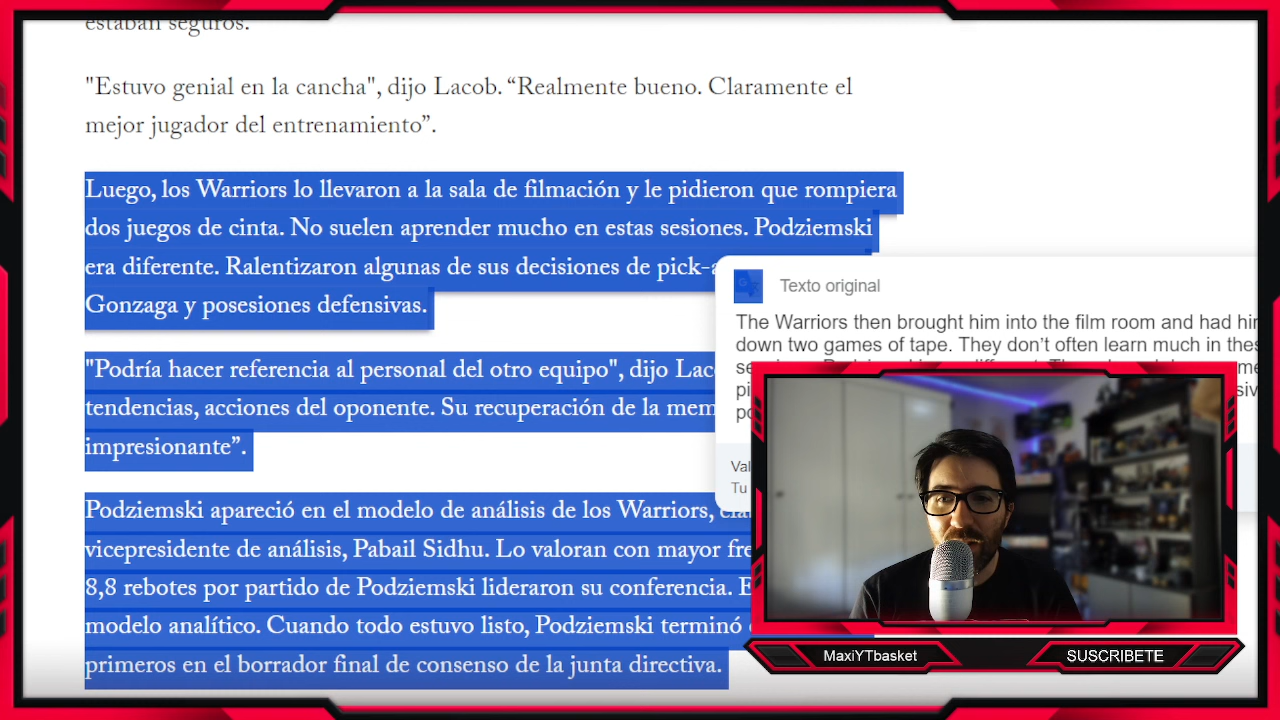 estaban seguros.
"Estuvo genial en la cancha", dijo Lacob. “Realmente bueno. Claramente el
mejor jugador del entrenamiento”.
Luego, los Warriors lo llevaron a la sala de filmación y le pidieron que rompiera
dos juegos de cinta. No suelen aprender mucho en estas sesiones. Podziemski
era diferente. Ralentizaron algunas de sus decisiones de pick-a
Gonzaga y posesiones defensivas.
"Podría hacer referencia al personal del otro equipo", dijo Lac
tendencias, acciones del oponente. Su recuperación de la mem
impresionante”.
Podziemski apareció en el modelo de análisis de los Warriors,
vicepresidente de análisis, Pabail Sidhu. Lo valoran con mayor fre
8,8 rebotes por partido de Podziemski lideraron su conferencia. E
modelo analítico. Cuando todo estuvo listo, Podziemski terminó
primeros en el borrador final de consenso de la junta directiva.
Texto original
The Warriors then brought him into the film room and had hi
down two games of tape. They don’t often learn much in thes
Val
Tu
MaxiYTbasket
SUSCRIBETE